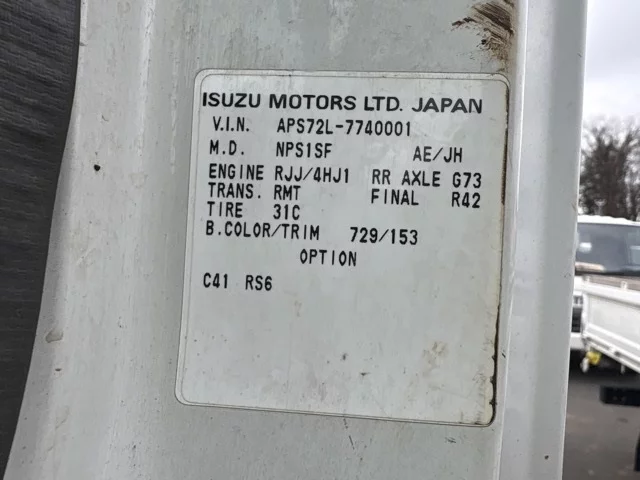 ISUZU MOTORS LTD. JAPAN
V.I.N. APS72L-7740001
M.D. NPS1SF AE/JH
ENGINE RJJ/4HJ1 RR AXLE G73
TRANS. RMT FINAL R42
TIRE 31C
B.COLOR/TRIM 729/153
OPTION
C41 RS6